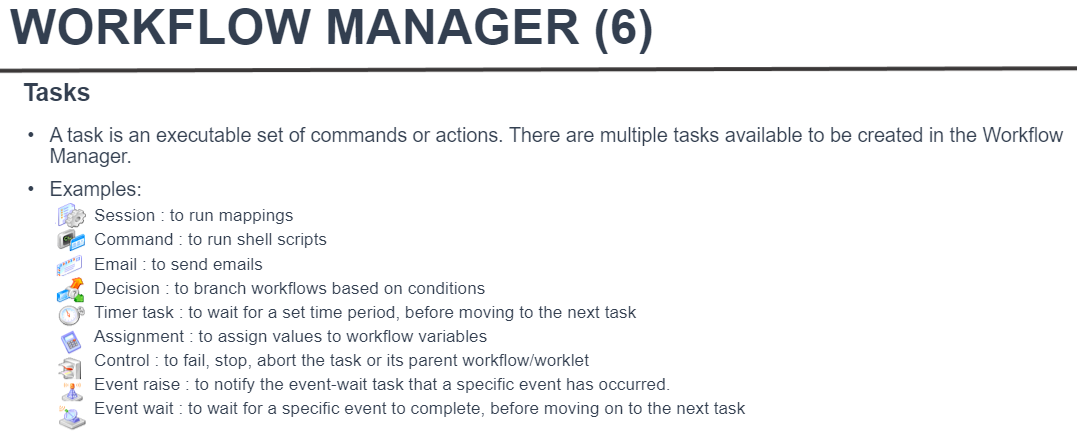 WORKFLOW MANAGER (6)
Tasks
• A task is an executable set of commands or actions. There are multiple tasks available to be created in the Workflow
Manager.
• Examples:
Session : to run mappings
Command : to run shell scripts
Email : to send emails
Decision : to branch workflows based on conditions
Timer task : to wait for a set time period, before moving to the next task
Assignment : to assign values to workflow variables
Control : to fail, stop, abort the task or its parent workflow/worklet
Event raise : to notify the event-wait task that a specific event has occurred.
Event wait : to wait for a specific event to complete, before moving on to the next task